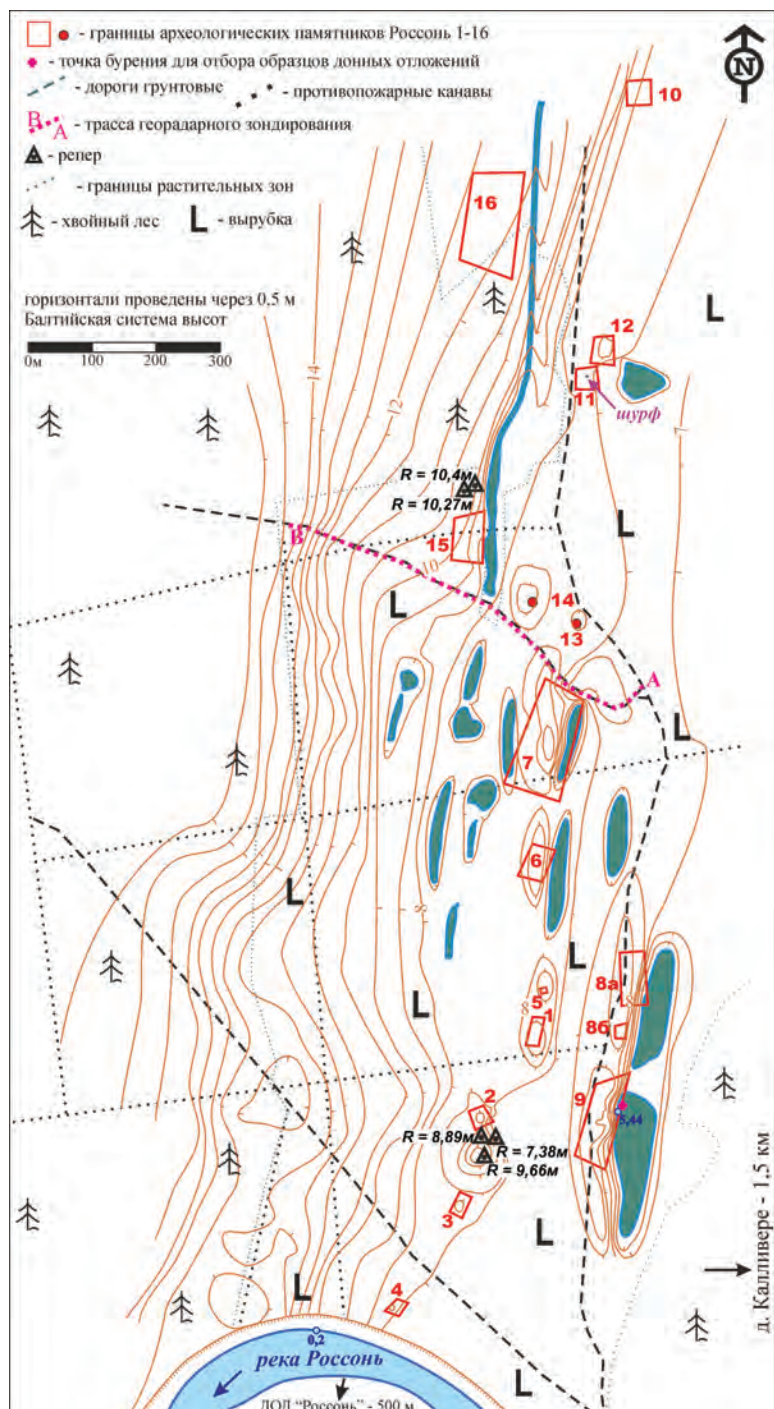 - границы археологических памятников Россонь 1-16
- точка бурения для отбора образцов донных отложений
- дороги грунтовые
- противопожарные канавы
B A - трасса георадарного зондирования
- репер
- границы растительных зон
- хвойный лес
L - вырубка
горизонтали проведены через 0,5 м
Балтийская система высот
0м 100 200 300
N
10
16
14
12
12
L
11
шурф
7
R = 10,4м
R = 10,27м
L
B
15
10
14
13
L
A
L
7
6
L
8
L
8а
5
8
1
L
8б
2
9
5,44
R = 8,89м
R = 7,38м
R = 9,66м
3
L
4
L
0,2
река Россонь
L
ДОЛ "Россонь" - 500 м
д. Калливере - 1,5 км